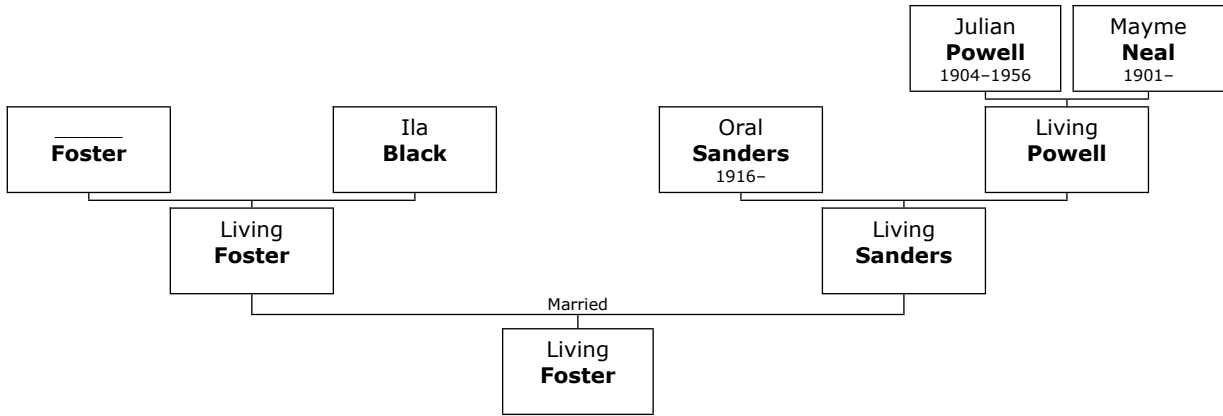 Julian
Powell
1904–1956
Mayme
Neal
1901–
______
Foster
Ila
Black
Oral
Sanders
1916–
Living
Powell
Living
Foster
Living
Sanders
Married
Living
Foster